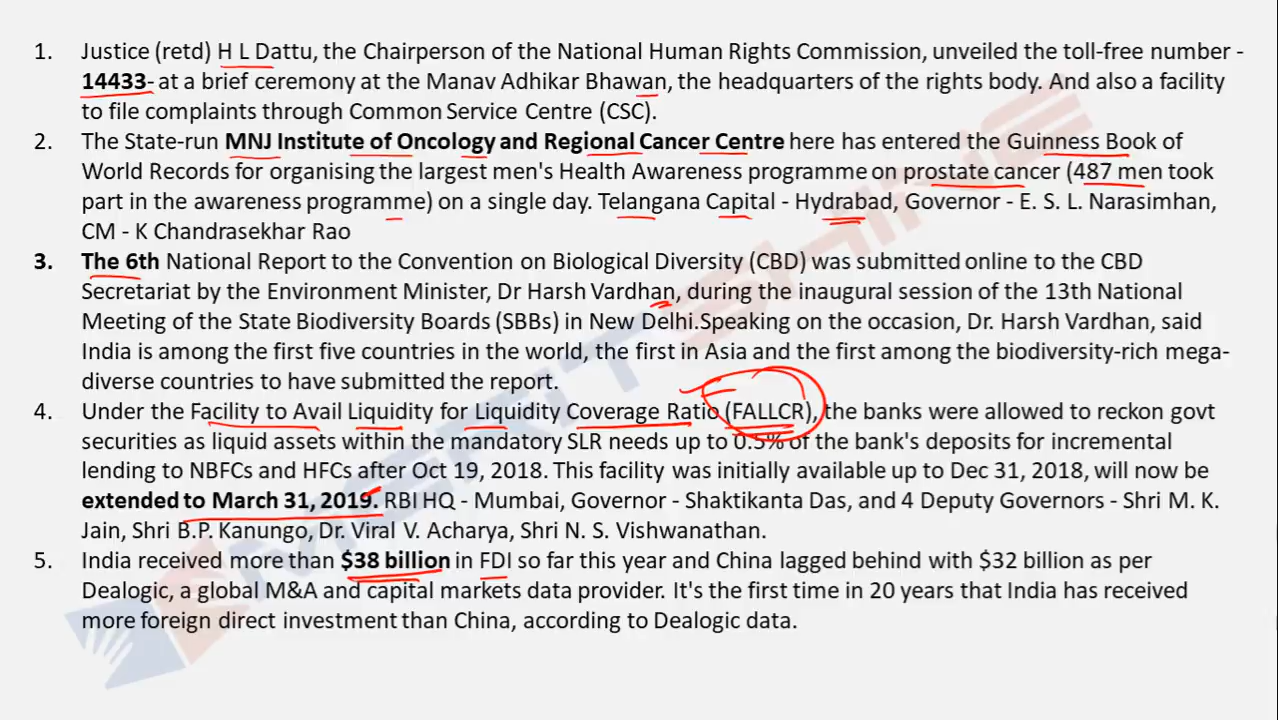 1. Justice (retd) H L Dattu, the Chairperson of the National Human Rights Commission, unveiled the toll-free number -
14433- at a brief ceremony at the Manav Adhikar Bhawan, the headquarters of the rights body. And also a facility
to file complaints through Common Service Centre (CSC).
2. The State-run MNJ Institute of Oncology and Regional Cancer Centre here has entered the Guinness Book of
World Records for organising the largest men's Health Awareness programme on prostate cancer (487 men took
part in the awareness programme) on a single day. Telangana Capital - Hydrabad, Governor - E. S. L. Narasimhan,
CM - K Chandrasekhar Rao
3. The 6th National Report to the Convention on Biological Diversity (CBD) was submitted online to the CBD
Secretariat by the Environment Minister, Dr Harsh Vardhan, during the inaugural session of the 13th National
Meeting of the State Biodiversity Boards (SBBs) in New Delhi.Speaking on the occasion, Dr. Harsh Vardhan, said
India is among the first five countries in the world, the first in Asia and the first among the biodiversity-rich mega-
diverse countries to have submitted the report.
4. Under the Facility to Avail Liquidity for Liquidity Coverage Ratio (FALLCR), the banks were allowed to reckon govt
securities as liquid assets within the mandatory SLR needs up to 0.5% of the bank's deposits for incremental
lending to NBFCs and HFCs after Oct 19, 2018. This facility was initially available up to Dec 31, 2018, will now be
extended to March 31, 2019. RBI HQ - Mumbai, Governor - Shaktikanta Das, and 4 Deputy Governors - Shri M. K.
Jain, Shri B.P. Kanungo, Dr. Viral V. Acharya, Shri N. S. Vishwanathan.
5. India received more than $38 billion in FDI so far this year and China lagged behind with $32 billion as per
Dealogic, a global M&A and capital markets data provider. It's the first time in 20 years that India has received
more foreign direct investment than China, according to Dealogic data.
MERITSHINE